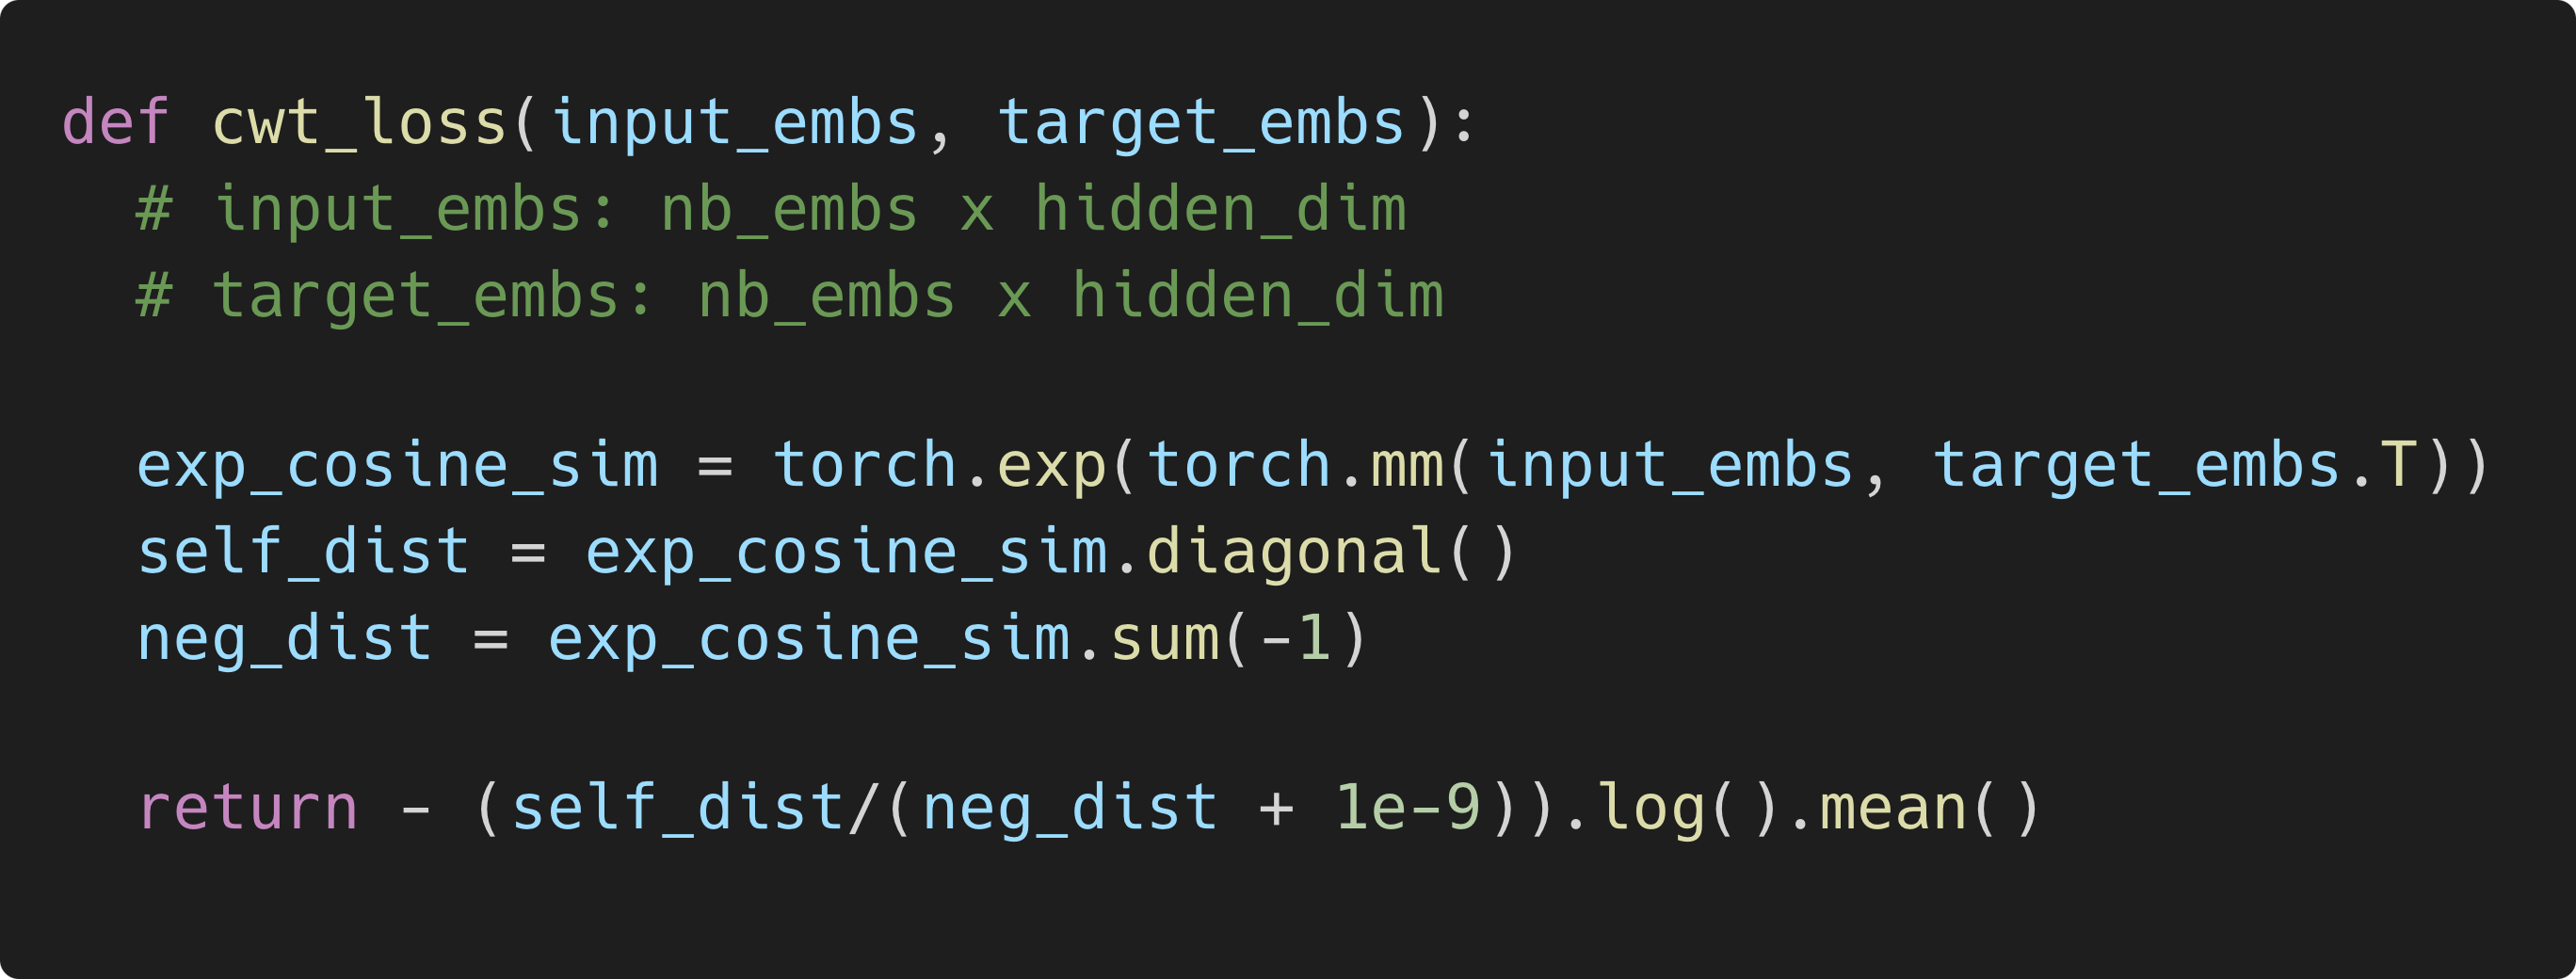 def cwt_loss(input_embs, target_embs):
  # input_embs: nb_embs x hidden_dim
  # target_embs: nb_embs x hidden_dim

  exp_cosine_sim = torch.exp(torch.mm(input_embs, target_embs.T))
  self_dist = exp_cosine_sim.diagonal()
  neg_dist = exp_cosine_sim.sum(-1)

  return - (self_dist/(neg_dist + 1e-9)).log().mean()